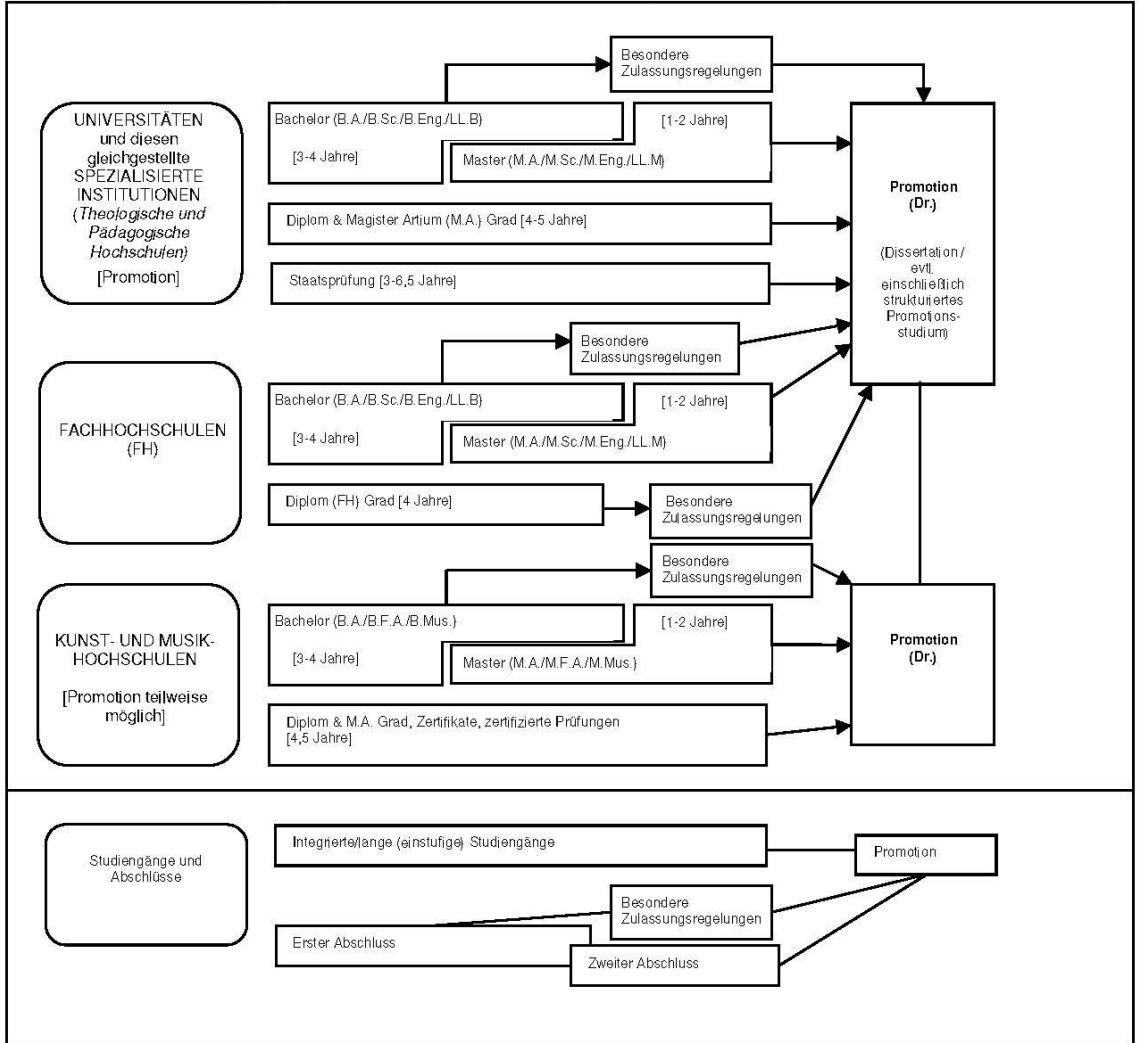 Besondere
Zulassungsregelungen
UNIVERSITÄTEN
und diesen
gleichgestellte
SPEZIALISIERTE
INSTITUTIONEN
(Theologische und
Pädagogische
Hochschulen)
[Promotion]
Bachelor (B.A./B.Sc./B.Eng./LL.B)
[3-4 Jahre]
[1-2 Jahre]
Master (M.A./M.Sc./M.Eng./LL.M)
Diplom & Magister Artium (M.A.) Grad [4-5 Jahre]
Staatsprüfung [3-6,5 Jahre]
Promotion
(Dr.)
(Dissertation /
evtl.
einschließlich
strukturiertes
Promotions-
studium)
FACHHOCHSCHULEN
(FH)
Besondere
Zulassungsregelungen
Bachelor (B.A./B.Sc./B.Eng./LL.B)
[3-4 Jahre]
[1-2 Jahre]
Master (M.A./M.Sc./M.Eng./LL.M)
Diplom (FH) Grad [4 Jahre]
Besondere
Zulassungsregelungen
KUNST- UND MUSIK-
HOCHSCHULEN
[Promotion teilweise
möglich]
Besondere
Zulassungsregelungen
Bachelor (B.A./B.F.A./B.Mus.)
[3-4 Jahre]
[1-2 Jahre]
Master (M.A./M.F.A./M.Mus.)
Diplom & M.A. Grad, Zertifikate, zertifizierte Prüfungen
[4,5 Jahre]
Promotion
(Dr.)
Studiengänge und
Abschlüsse
Integrierte/lange (einstufige) Studiengänge
Promotion
Besondere
Zulassungsregelungen
Erster Abschluss
Zweiter Abschluss